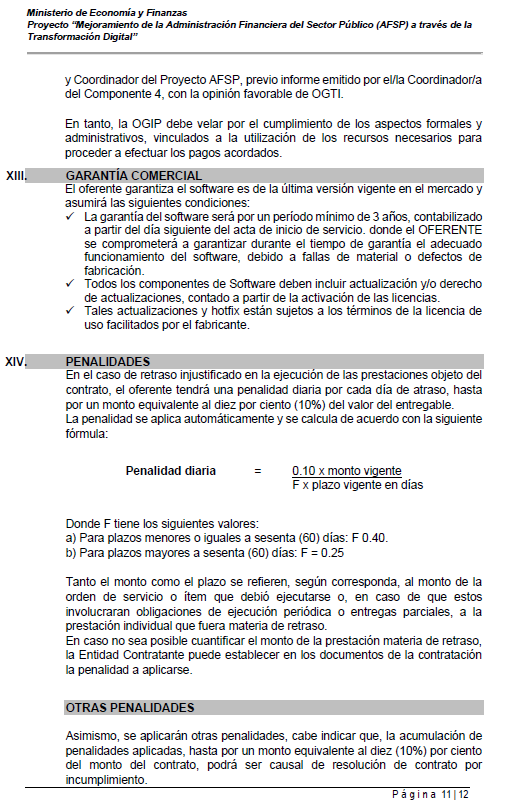 Ministerio de Economía y Finanzas
Proyecto “Mejoramiento de la Administración Financiera del Sector Público (AFSP) a través de la
Transformación Digital”
y Coordinador del Proyecto AFSP, previo informe emitido por el/la Coordinador/a
del Componente 4, con la opinión favorable de OGTI.
En tanto, la OGIP debe velar por el cumplimiento de los aspectos formales y
administrativos, vinculados a la utilización de los recursos necesarios para
proceder a efectuar los pagos acordados.
XIII. GARANTÍA COMERCIAL
El oferente garantiza el software es de la última versión vigente en el mercado y
asumirá las siguientes condiciones:
✓ La garantía del software será por un período mínimo de 3 años, contabilizado
a partir del día siguiente del acta de inicio de servicio. donde el OFERENTE
se comprometerá a garantizar durante el tiempo de garantía el adecuado
funcionamiento del software, debido a fallas de material o defectos de
fabricación.
✓ Todos los componentes de Software deben incluir actualización y/o derecho
de actualizaciones, contado a partir de la activación de las licencias.
✓ Tales actualizaciones y hotfix están sujetos a los términos de la licencia de
uso facilitados por el fabricante.
XIV. PENALIDADES
En el caso de retraso injustificado en la ejecución de las prestaciones objeto del
contrato, el oferente tendrá una penalidad diaria por cada día de atraso, hasta
por un monto equivalente al diez por ciento (10%) del valor del entregable.
La penalidad se aplica automáticamente y se calcula de acuerdo con la siguiente
fórmula:
Penalidad diaria = 0.10 x monto vigente
F x plazo vigente en días
Donde F tiene los siguientes valores:
a) Para plazos menores o iguales a sesenta (60) días: F 0.40.
b) Para plazos mayores a sesenta (60) días: F = 0.25
Tanto el monto como el plazo se refieren, según corresponda, al monto de la
orden de servicio o ítem que debió ejecutarse o, en caso de que estos
involucraran obligaciones de ejecución periódica o entregas parciales, a la
prestación individual que fuera materia de retraso.
En caso no sea posible cuantificar el monto de la prestación materia de retraso,
la Entidad Contratante puede establecer en los documentos de la contratación
la penalidad a aplicarse.
OTRAS PENALIDADES
Asimismo, se aplicarán otras penalidades, cabe indicar que, la acumulación de
penalidades aplicadas, hasta por un monto equivalente al diez (10%) por ciento
del monto del contrato, podrá ser causal de resolución de contrato por
incumplimiento.
Página 11|12